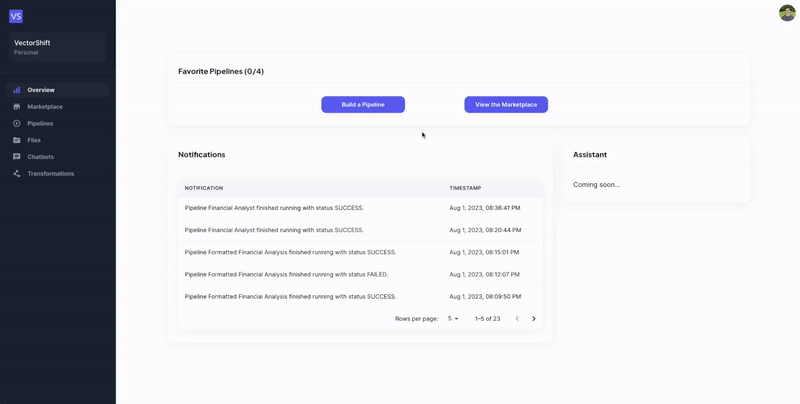 VS
VectorShift
Personal
Overview
Marketplace
Pipelines
Files
Chatbots
Transformations
Favorite Pipelines (0/4)
Build a Pipeline
View the Marketplace
Notifications
NOTIFICATION TIMESTAMP
Pipeline Financial Analyst finished running with status SUCCESS. Aug 1, 2023, 08:36:41 PM
Pipeline Financial Analyst finished running with status SUCCESS. Aug 1, 2023, 08:20:44 PM
Pipeline Formatted Financial Analysis finished running with status SUCCESS. Aug 1, 2023, 08:15:01 PM
Pipeline Formatted Financial Analysis finished running with status FAILED. Aug 1, 2023, 08:12:07 PM
Pipeline Formatted Financial Analysis finished running with status SUCCESS. Aug 1, 2023, 08:09:50 PM
Rows per page: 5 1–5 of 23
Assistant
Coming soon...